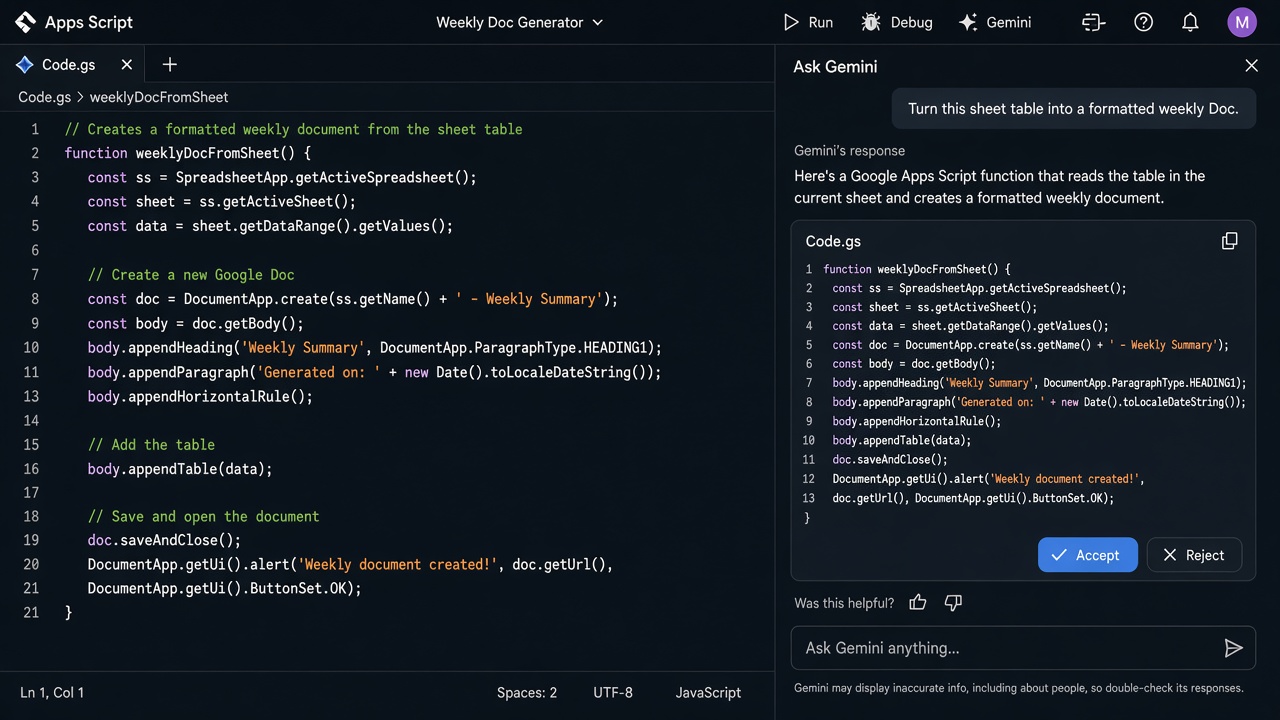 Apps Script
Weekly Doc Generator
Run
Debug
Gemini
M
Code.gs
Code.gs > weeklyDocFromSheet
1 // Creates a formatted weekly document from the sheet table
2 function weeklyDocFromSheet() {
3 const ss = SpreadsheetApp.getActiveSpreadsheet();
4 const sheet = ss.getActiveSheet();
5 const data = sheet.getDataRange().getValues();
6
7 // Create a new Google Doc
8 const doc = DocumentApp.create(ss.getName() + ' - Weekly Summary');
9 const body = doc.getBody();
10 body.appendHeading('Weekly Summary', DocumentApp.ParagraphType.HEADING1);
11 body.appendParagraph('Generated on: ' + new Date().toLocaleDateString());
13 body.appendHorizontalRule();
14
15 // Add the table
16 body.appendTable(data);
17
18 // Save and open the document
19 doc.saveAndClose();
20 DocumentApp.getUi().alert('Weekly document created!', doc.getUrl(),
21 DocumentApp.getUi().ButtonSet.OK);
21 }
Ln 1, Col 1
Spaces: 2
UTF-8
JavaScript
Ask Gemini
Turn this sheet table into a formatted weekly Doc.
Gemini's response
Here's a Google Apps Script function that reads the table in the
current sheet and creates a formatted weekly document.
Code.gs
1 function weeklyDocFromSheet() {
2 const ss = SpreadsheetApp.getActiveSpreadsheet();
3 const sheet = ss.getActiveSheet();
4 const data = sheet.getDataRange().getValues();
5 const doc = DocumentApp.create(ss.getName() + ' - Weekly Summary');
6 const body = doc.getBody();
7 body.appendHeading('Weekly Summary', DocumentApp.ParagraphType.HEADING1);
8 body.appendParagraph('Generated on: ' + new Date().toLocaleDateString());
9 body.appendHorizontalRule();
10 body.appendTable(data);
11 doc.saveAndClose();
12 DocumentApp.getUi().alert('Weekly document created!',
13 doc.getUrl(), DocumentApp.getUi().ButtonSet.OK);
}
Accept
Reject
Was this helpful?
Ask Gemini anything...
Gemini may display inaccurate info, including about people, so double-check its responses.